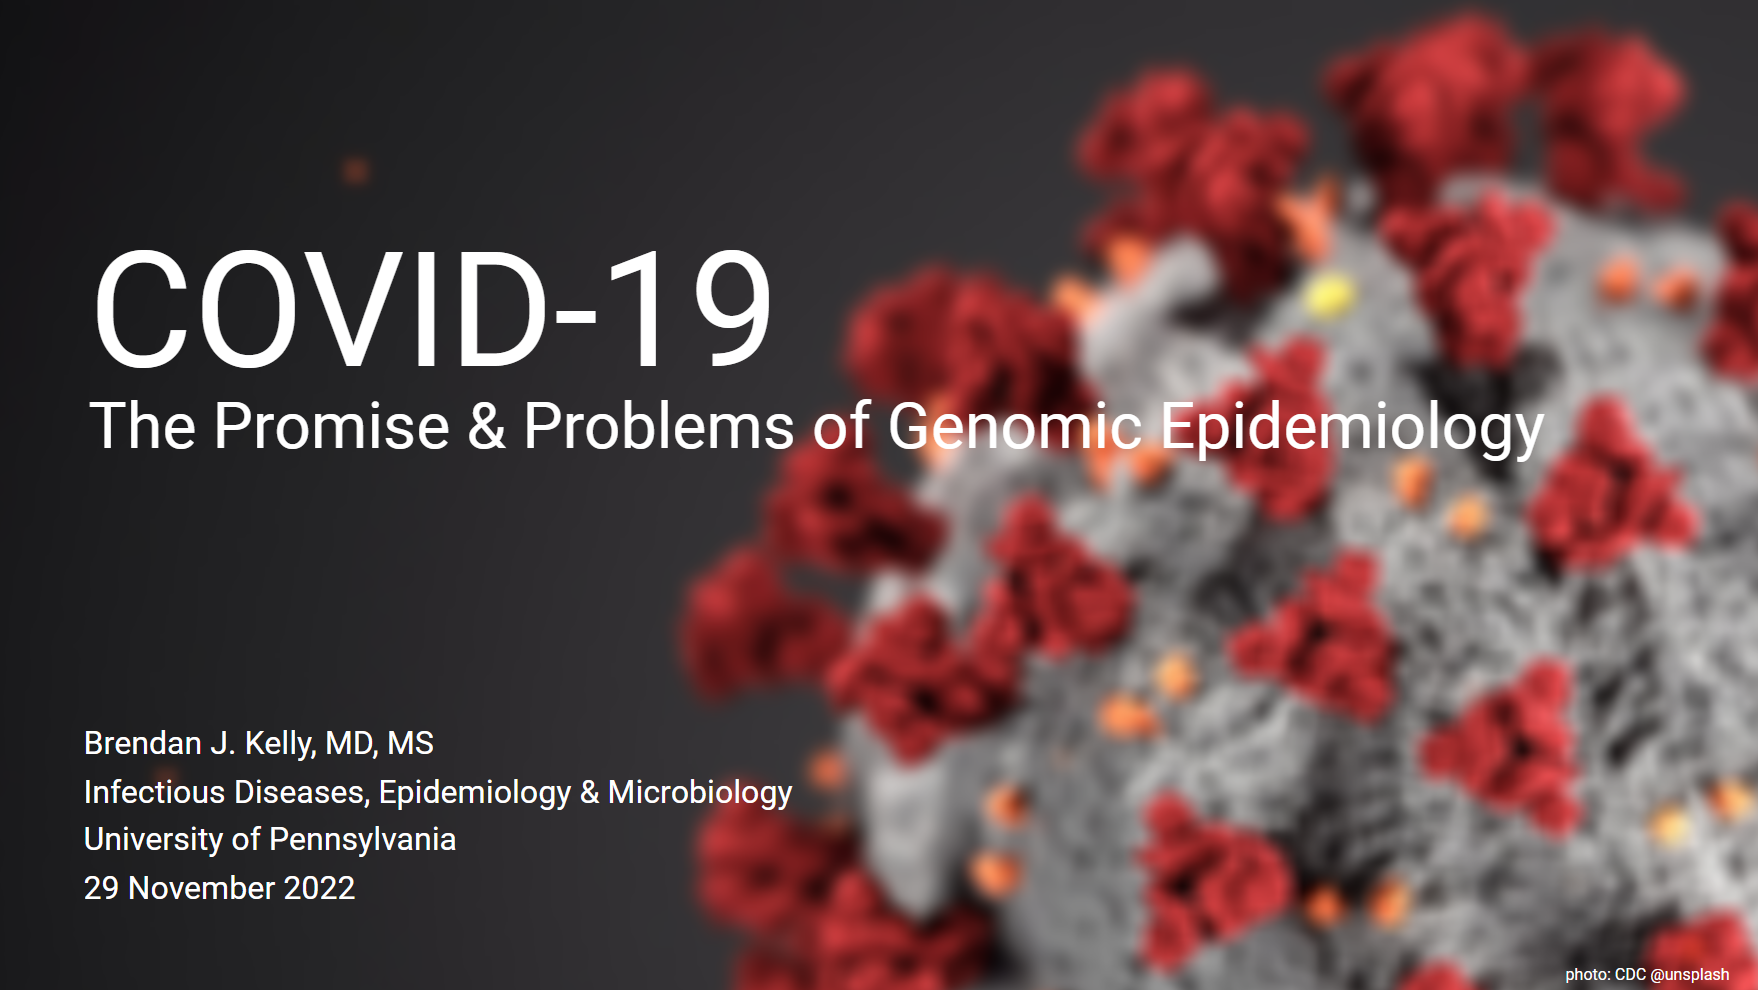 COVID-19
The Promise & Problems of Genomic Epidemiology
Brendan J. Kelly, MD, MS
Infectious Diseases, Epidemiology & Microbiology
University of Pennsylvania
29 November 2022
photo: CDC @unsplash